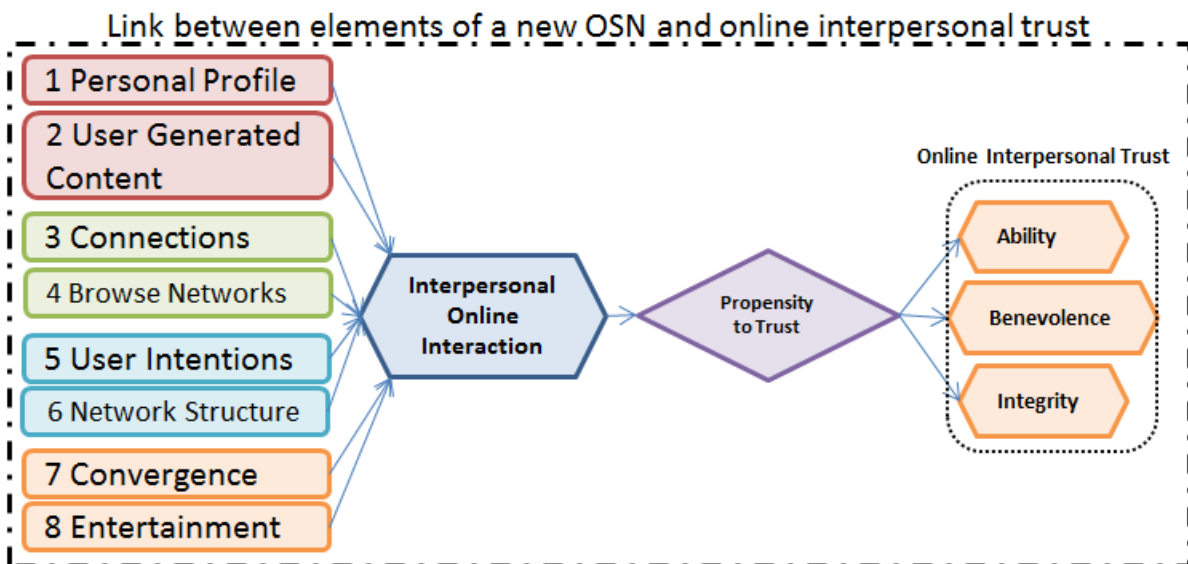 Link between elements of a new OSN and online interpersonal trust
1 Personal Profile
2 User Generated
Content
3 Connections
4 Browse Networks
5 User Intentions
6 Network Structure
7 Convergence
8 Entertainment
Interpersonal
Online
Interaction
Propensity
to Trust
Online Interpersonal Trust
Ability
Benevolence
Integrity